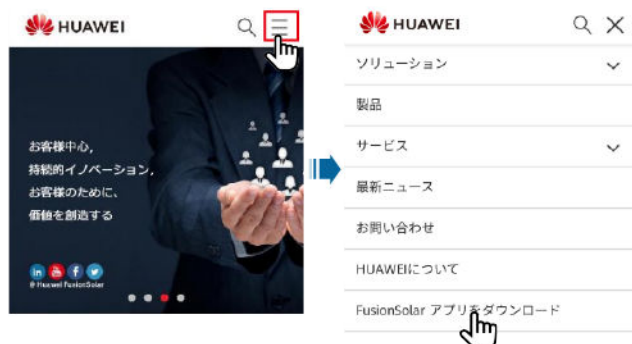 HUAWEI
お客様中心,
持続的イノベーション,
お客様のために、
価値を創造する
@ Huawei FusionSolar
HUAWEI
ソリューション
製品
サービス
最新ニュース
お問い合わせ
HUAWEIについて
FusionSolar アプリをダウンロード